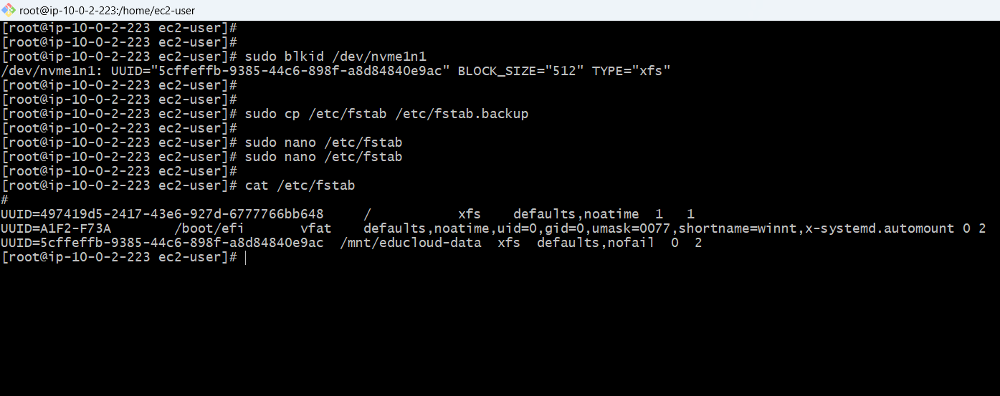 root@ip-10-0-2-223:/home/ec2-user
[root@ip-10-0-2-223 ec2-user]#
[root@ip-10-0-2-223 ec2-user]#
[root@ip-10-0-2-223 ec2-user]# sudo blkid /dev/nvme1n1
/dev/nvme1n1: UUID="5cffeffb-9385-44c6-898f-a8d84840e9ac" BLOCK_SIZE="512" TYPE="xfs"
[root@ip-10-0-2-223 ec2-user]#
[root@ip-10-0-2-223 ec2-user]#
[root@ip-10-0-2-223 ec2-user]# sudo cp /etc/fstab /etc/fstab.backup
[root@ip-10-0-2-223 ec2-user]#
[root@ip-10-0-2-223 ec2-user]# sudo nano /etc/fstab
[root@ip-10-0-2-223 ec2-user]# sudo nano /etc/fstab
[root@ip-10-0-2-223 ec2-user]#
[root@ip-10-0-2-223 ec2-user]# cat /etc/fstab
#
UUID=497419d5-2417-43e6-927d-6777766bb648     /           xfs    defaults,noatime  1   1
UUID=A1F2-F73A        /boot/efi       vfat    defaults,noatime,uid=0,gid=0,umask=0077,shortname=winnt,x-systemd.automount 0 2
UUID=5cffeffb-9385-44c6-898f-a8d84840e9ac  /mnt/educloud-data  xfs  defaults,nofail  0  2
[root@ip-10-0-2-223 ec2-user]#